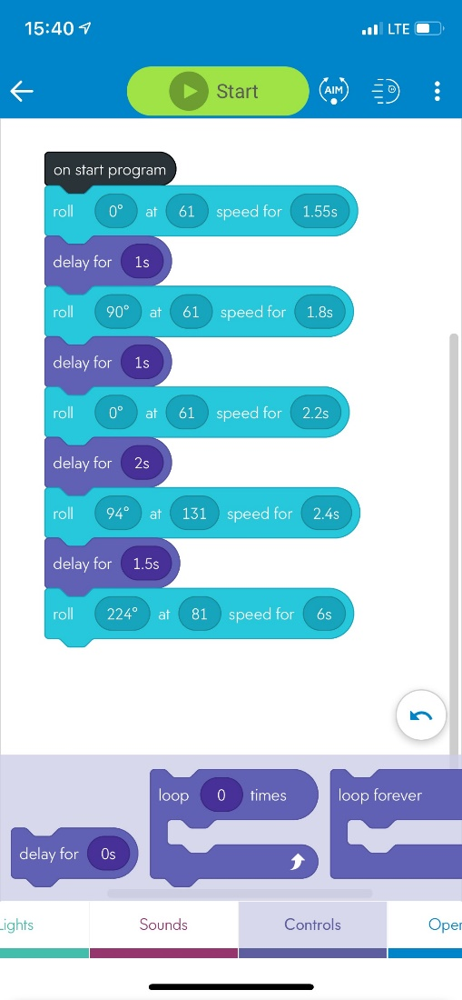 15:40 LTE
Start AIM
on start program
roll 0° at 61 speed for 1.55s
delay for 1s
roll 90° at 61 speed for 1.8s
delay for 1s
roll 0° at 61 speed for 2.2s
delay for 2s
roll 94° at 131 speed for 2.4s
delay for 1.5s
roll 224° at 81 speed for 6s
loop 0 times loop forever
delay for 0s
Lights Sounds Controls Oper